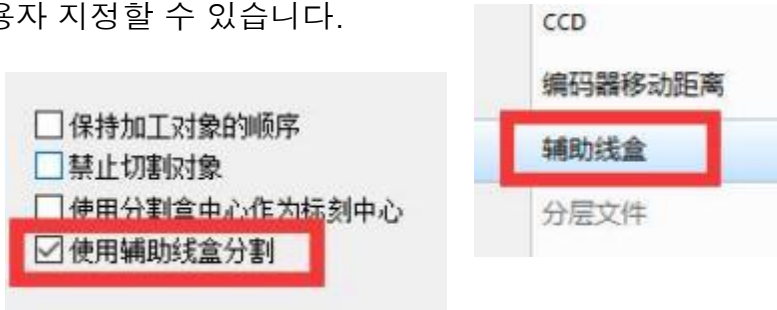 용자 지정할 수 있습니다.
保持加工对象的顺序
禁止切割对象
使用分割盒中心作为标刻中心
使用辅助线盒分割
CCD
编码器移动距离
辅助线盒
分层文件